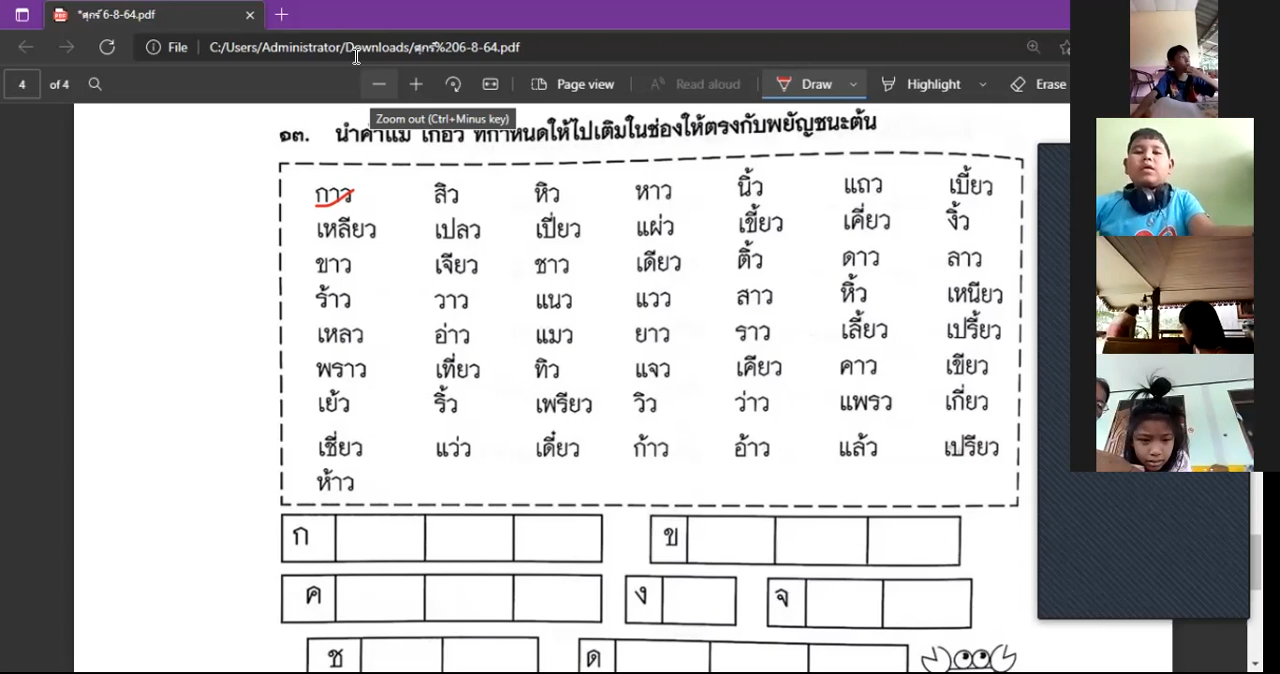 *ศุกร์ 6-8-64.pdf
File C:/Users/Administrator/Downloads/ศุกร์%206-8-64.pdf
4 of 4 Page view Read aloud Draw Highlight Erase
Zoom out (Ctrl+Minus key)
๑๓. นำคำแม่ เกอว ที่กำหนดให้ไปเติมในช่องให้ตรงกับพยัญชนะต้น
กาว สิว หิว หาว นิ้ว แถว เบี้ยว
เหลียว เปลว เปี่ยว แผ่ว เขี้ยว เคี่ยว งิ้ว
ขาว เจียว ชาว เดียว ติ้ว ดาว ลาว
ร้าว วาว แนว แวว สาว หิ้ว เหนียว
เหลว อ่าว แมว ยาว ราว เลี้ยว เปรี้ยว
พราว เที่ยว ทิว แจว เคียว คาว เขียว
เย้ว ริ้ว เพรียว วิว ว่าว แพรว เกี่ยว
เชี่ยว แว่ว เดี๋ยว ก้าว อ้าว แล้ว เปรียว
ห้าว
ก ข
ค ง จ
ช ด